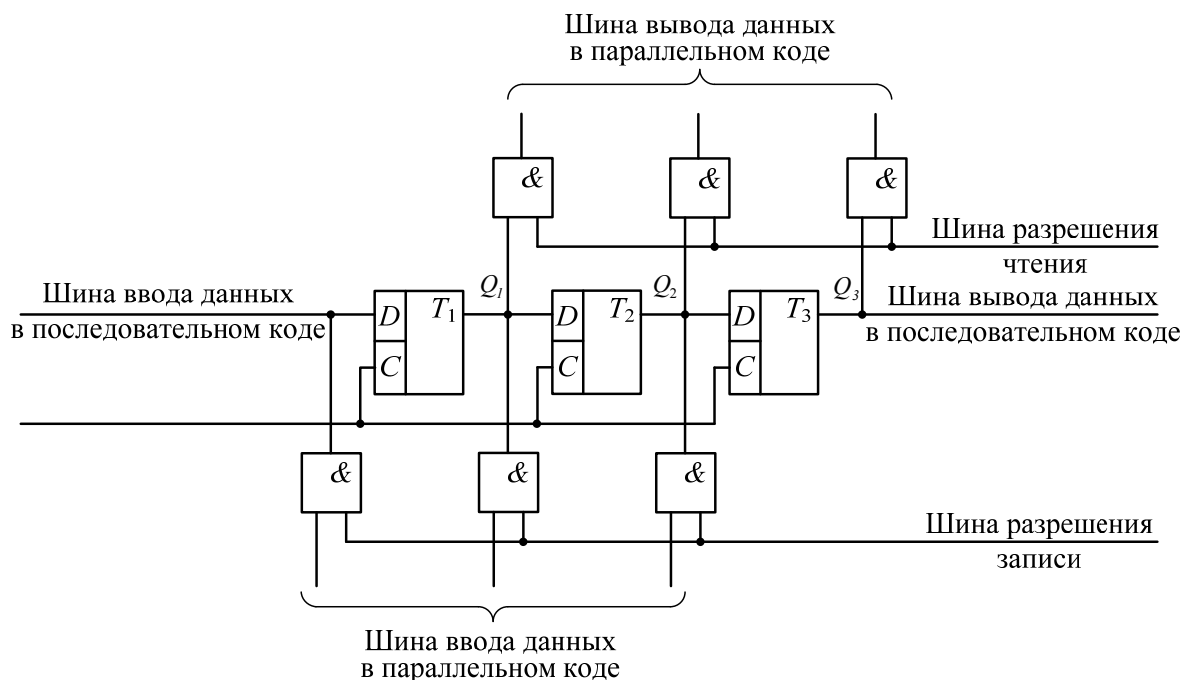 Шина вывода данных
в параллельном коде
& & &
Шина разрешения
чтения
Шина ввода данных
в последовательном коде
Q1 Q2 Q3
D T1 D T2 D T3
C C C
Шина вывода данных
в последовательном коде
& & &
Шина разрешения
записи
Шина ввода данных
в параллельном коде